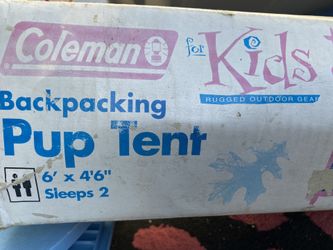 Coleman
for Kids
RUGGED OUTDOOR GEAR
Backpacking
Pup Tent
6' x 4'6"
Sleeps 2